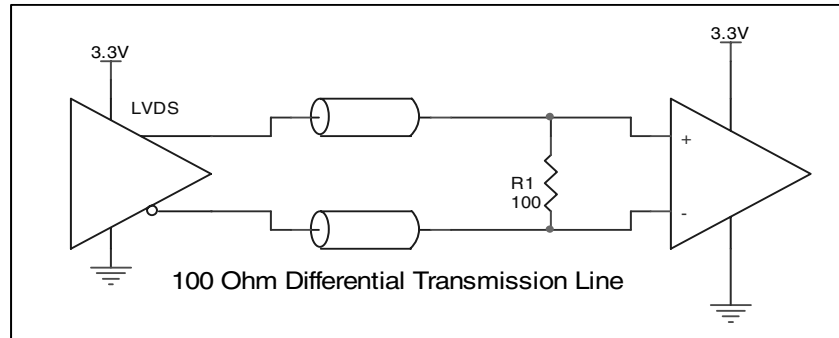 3.3V
3.3V
LVDS
+
R1
100
-
100 Ohm Differential Transmission Line